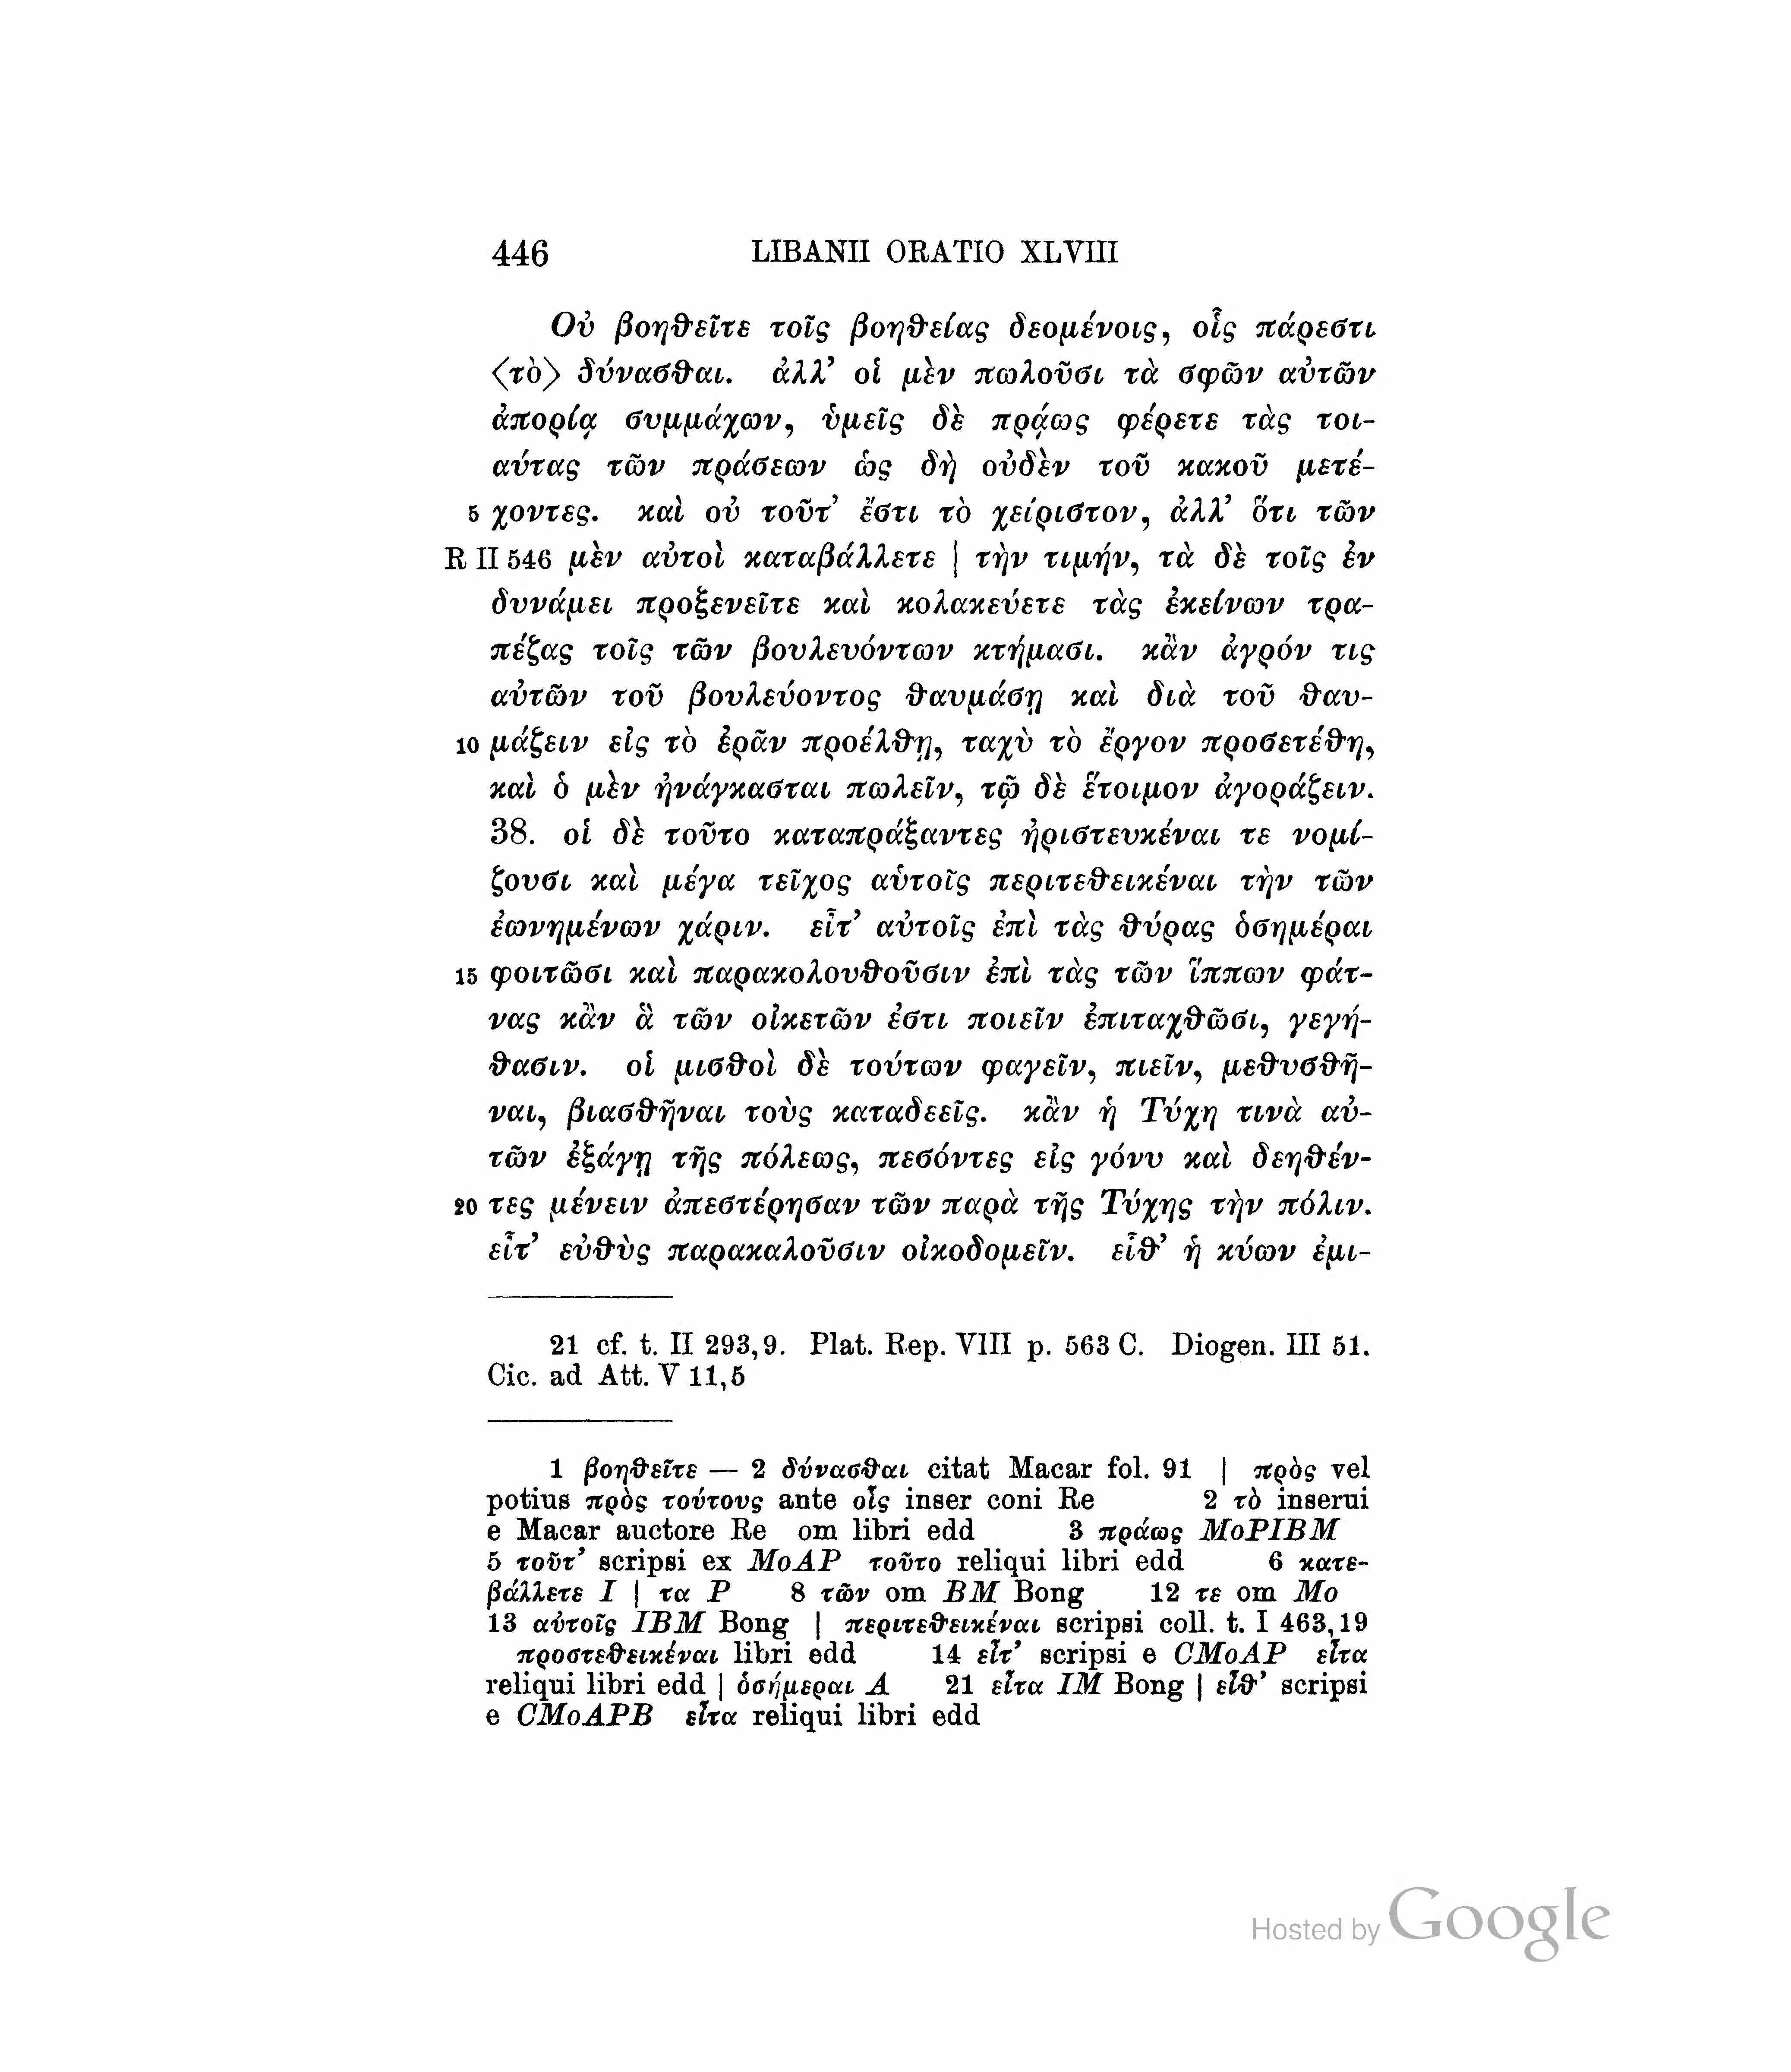 446 LIBANII ORATIO XLVIII
Οὐ βοηθεῖτε τοῖς βοηθείας δεομένοις, οἷς πάρεστι
⟨τὸ⟩ δύνασθαι. ἀλλ’ οἱ μὲν πωλοῦσι τὰ σφῶν αὐτῶν
ἀπορίᾳ συμμάχων, ὑμεῖς δὲ πρᾴως φέρετε τὰς τοι-
αύτας τῶν πράσεων ὡς δὴ οὐδὲν τοῦ κακοῦ μετέ-
5 χοντες. καὶ οὐ τοῦτ’ ἔστι τὸ χείριστον, ἀλλ’ ὅτι τῶν
R II 546 μὲν αὐτοὶ καταβάλλετε | τὴν τιμήν, τὰ δὲ τοῖς ἐν
δυνάμει προξενεῖτε καὶ κολακεύετε τὰς ἐκείνων τρα-
πέζας τοῖς τῶν βουλευόντων κτήμασι. κἂν ἀγρόν τις
αὐτῶν τοῦ βουλεύοντος θαυμάσῃ καὶ διὰ τοῦ θαυ-
10 μάζειν εἰς τὸ ἐρᾶν προέλθῃ, ταχὺ τὸ ἔργον προσετέθη,
καὶ ὁ μὲν ἠνάγκασται πωλεῖν, τῷ δὲ ἕτοιμον ἀγοράζειν.
38. οἱ δὲ τοῦτο καταπράξαντες ἠριστευκέναι τε νομί-
ζουσι καὶ μέγα τεῖχος αὑτοῖς περιτεθεικέναι τὴν τῶν
ἐωνημένων χάριν. εἶτ’ αὐτοῖς ἐπὶ τὰς θύρας ὁσημέραι
15 φοιτῶσι καὶ παρακολουθοῦσιν ἐπὶ τὰς τῶν ἵππων φάτ-
νας κἂν ἃ τῶν οἰκετῶν ἐστι ποιεῖν ἐπιταχθῶσι, γεγή-
θασιν. οἱ μισθοὶ δὲ τούτων φαγεῖν, πιεῖν, μεθυσθῆ-
ναι, βιασθῆναι τοὺς καταδεεῖς. κἂν ἡ Τύχη τινὰ αὐ-
τῶν ἐξάγῃ τῆς πόλεως, πεσόντες εἰς γόνυ καὶ δεηθέν-
20 τες μένειν ἀπεστέρησαν τῶν παρὰ τῆς Τύχης τὴν πόλιν.
εἶτ’ εὐθὺς παρακαλοῦσιν οἰκοδομεῖν. εἶθ’ ἡ κύων ἐμι-
21 cf. t. II 293,9. Plat. Rep. VIII p. 563 C. Diogen. III 51.
Cic. ad Att. V 11,5
1 βοηθεῖτε — 2 δύνασθαι citat Macar fol. 91 | πρὸς vel
potius πρὸς τούτους ante οἷς inser coni Re 2 τὸ inserui
e Macar auctore Re om libri edd 3 πράως MoPIBM
5 τοῦτ’ scripsi ex MoAP τοῦτο reliqui libri edd 6 κατε-
βάλλετε I | τα P 8 τῶν om BM Bong 12 τε om Mo
13 αὐτοῖς IBM Bong | περιτεθεικέναι scripsi coll. t. I 463,19
προστεθεικέναι libri edd 14 εἶτ’ scripsi e CMoAP εἶτα
reliqui libri edd | ὁσήμεραι A 21 εἶτα IM Bong | εἶθ’ scripsi
e CMoAPB εἶτα reliqui libri edd
Hosted by Google